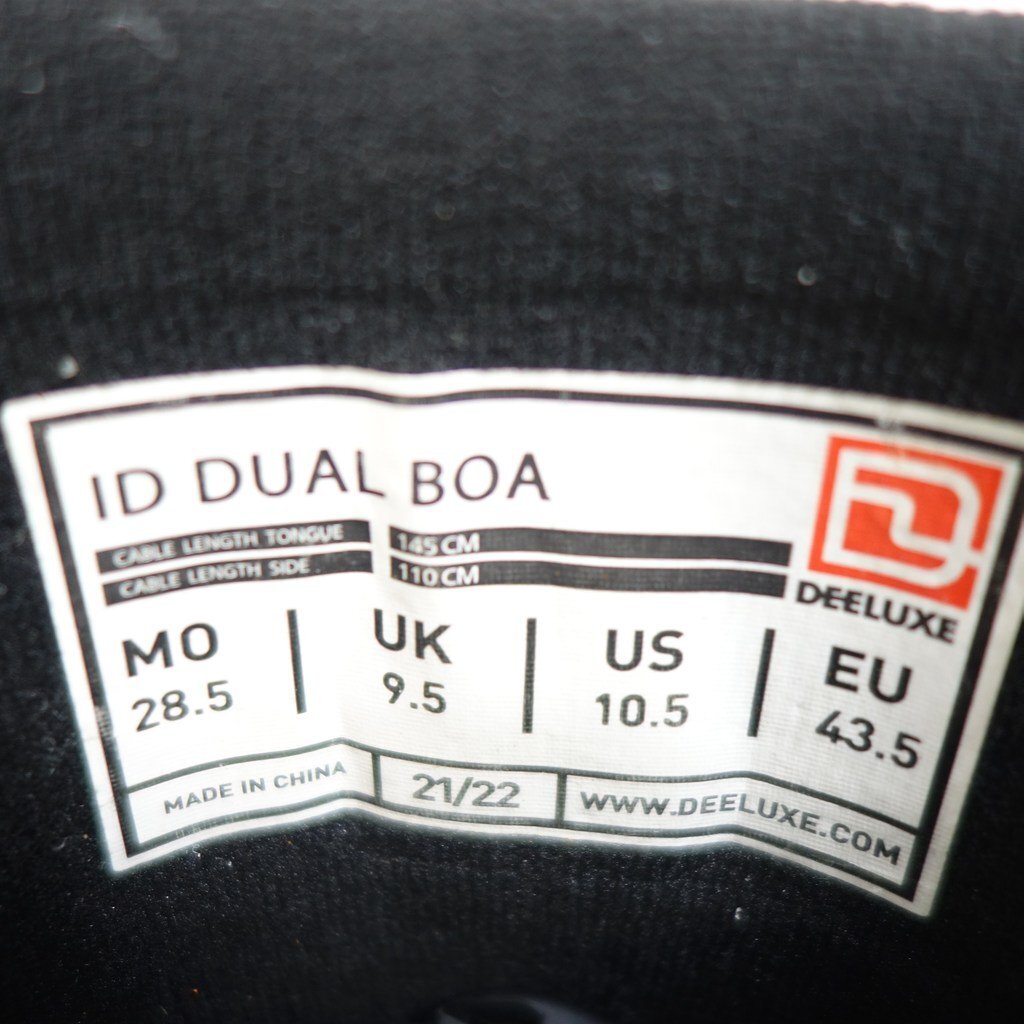 ID DUAL BOA
CABLE LENGTH TONGUE 145 CM
CABLE LENGTH SIDE 110 CM
DEELUXE
MO UK US EU
28.5 9.5 10.5 43.5
MADE IN CHINA 21/22 WWW.DEELUXE.COM